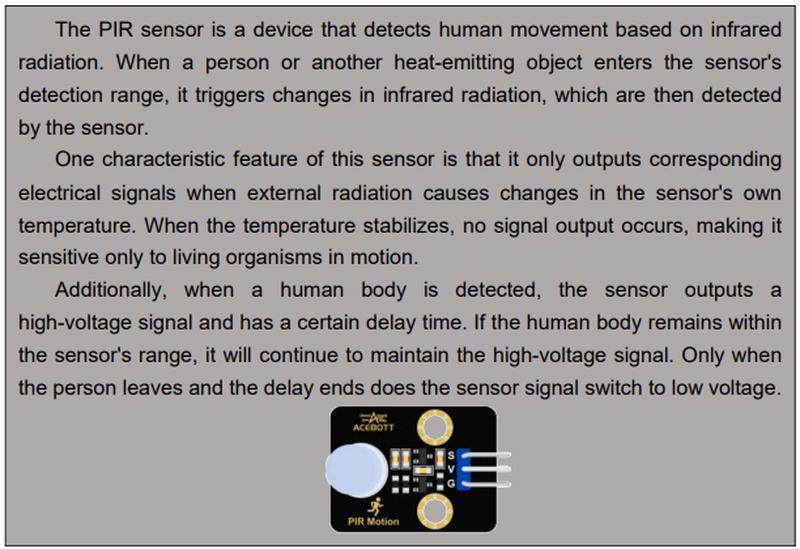 The PIR sensor is a device that detects human movement based on infrared
radiation. When a person or another heat-emitting object enters the sensor's
detection range, it triggers changes in infrared radiation, which are then detected
by the sensor.
One characteristic feature of this sensor is that it only outputs corresponding
electrical signals when external radiation causes changes in the sensor's own
temperature. When the temperature stabilizes, no signal output occurs, making it
sensitive only to living organisms in motion.
Additionally, when a human body is detected, the sensor outputs a
high-voltage signal and has a certain delay time. If the human body remains within
the sensor's range, it will continue to maintain the high-voltage signal. Only when
the person leaves and the delay ends does the sensor signal switch to low voltage.
ACEBOTT
S
V
G
PIR Motion